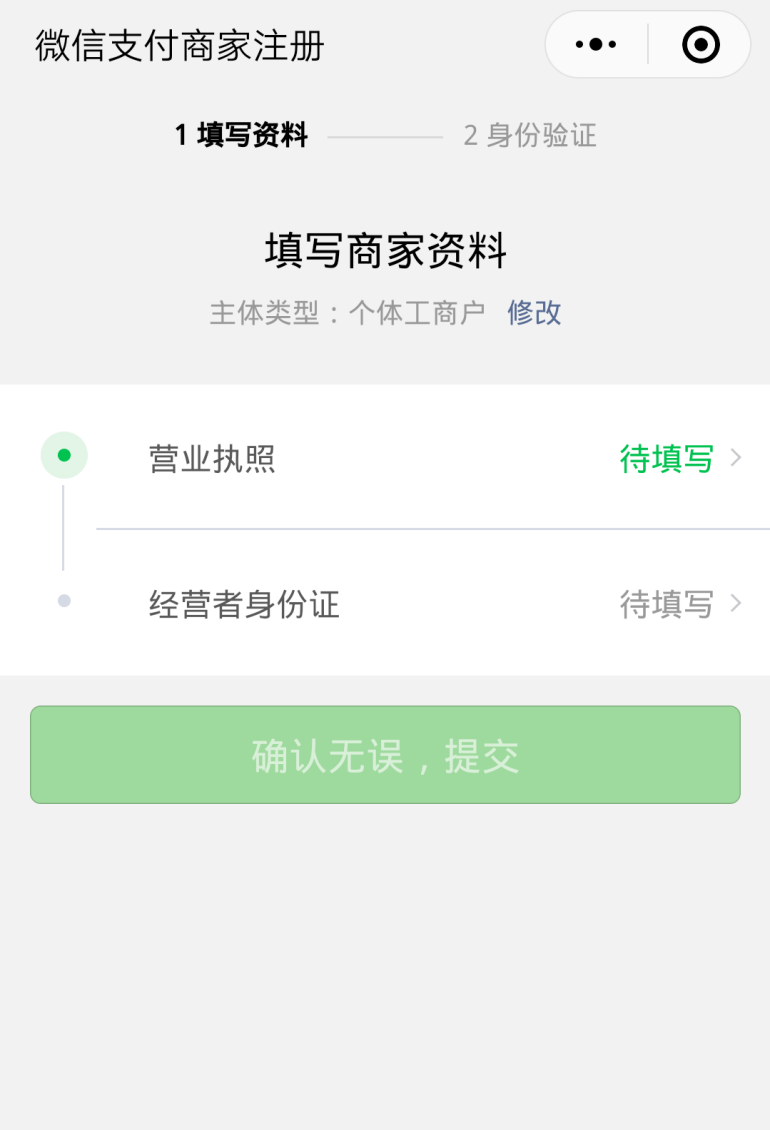 微信支付商家注册
1 填写资料 2 身份验证
填写商家资料
主体类型：个体工商户 修改
营业执照 待填写
经营者身份证 待填写
确认无误，提交